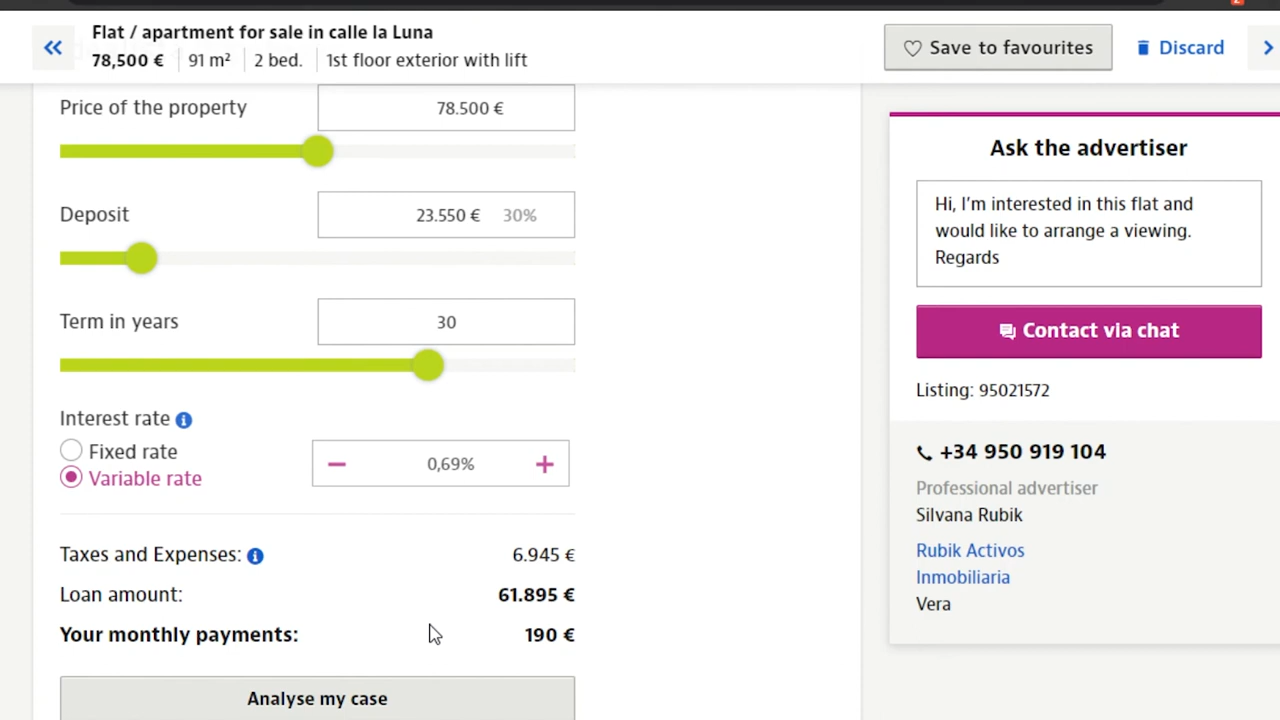 Flat / apartment for sale in calle la Luna
78,500 € 91 m² 2 bed. 1st floor exterior with lift
Save to favourites
Discard
Price of the property
78.500 €
Deposit
23.550 € 30%
Term in years
30
Interest rate
Fixed rate
Variable rate
0,69%
Taxes and Expenses:
6.945 €
Loan amount:
61.895 €
Your monthly payments:
190 €
Analyse my case
Ask the advertiser
Hi, I'm interested in this flat and
would like to arrange a viewing.
Regards
Contact via chat
Listing: 95021572
+34 950 919 104
Professional advertiser
Silvana Rubik
Rubik Activos
Inmobiliaria
Vera